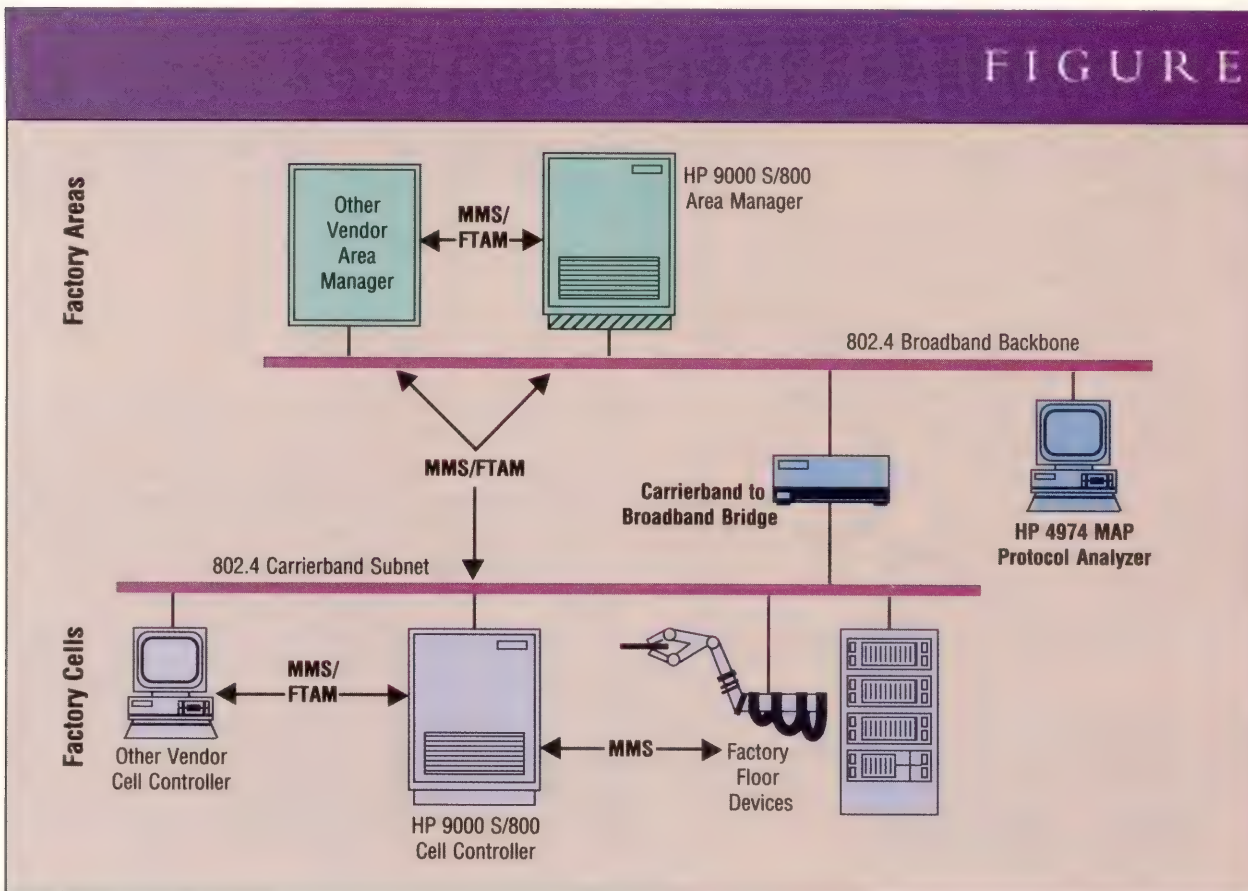 FIGURE
Factory Areas
Other
Vendor
Area
Manager
MMS/
FTAM
HP 9000 S/800
Area Manager
802.4 Broadband Backbone
MMS/FTAM
Carrierband to
Broadband Bridge
HP 4974 MAP
Protocol Analyzer
802.4 Carrierband Subnet
Factory Cells
MMS/
FTAM
Other Vendor
Cell Controller
HP 9000 S/800
Cell Controller
MMS
Factory
Floor
Devices